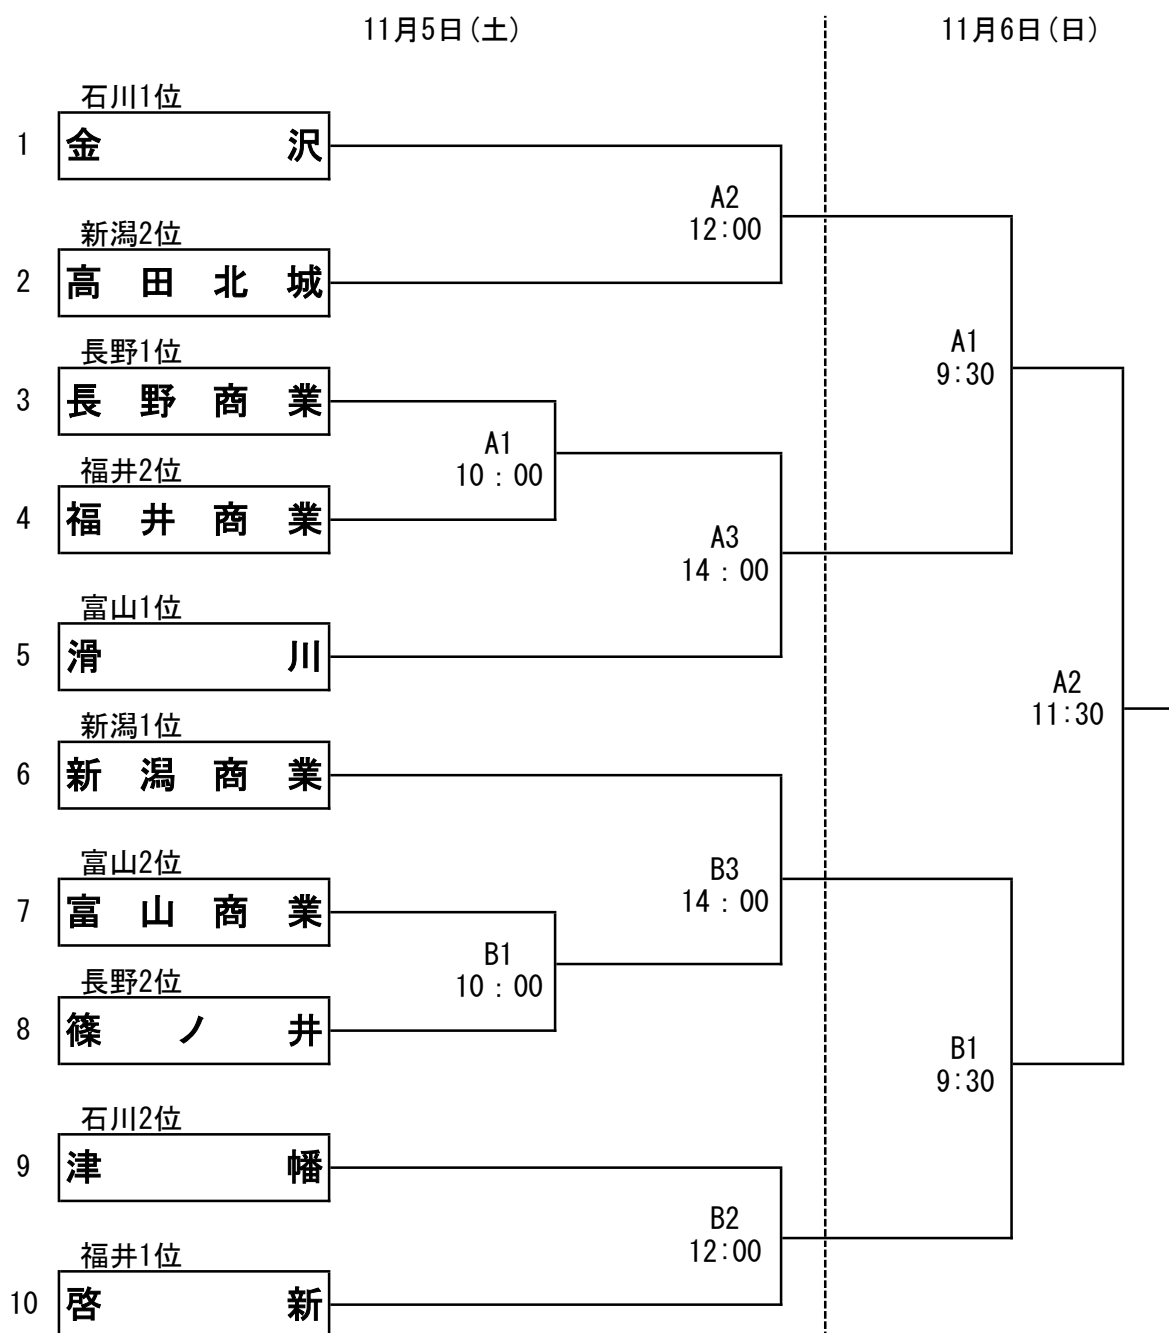 11月5日(土)
11月6日(日)
石川1位
1 金沢
A2
12:00
新潟2位
2 高田北城
長野1位
3 長野商業
A1
9:30
A1
10：00
福井2位
4 福井商業
A3
14：00
富山1位
5 滑川
A2
11:30
新潟1位
6 新潟商業
富山2位
7 富山商業
B3
14：00
B1
10：00
長野2位
8 篠ノ井
B1
9:30
石川2位
9 津幡
B2
12:00
福井1位
10 啓新